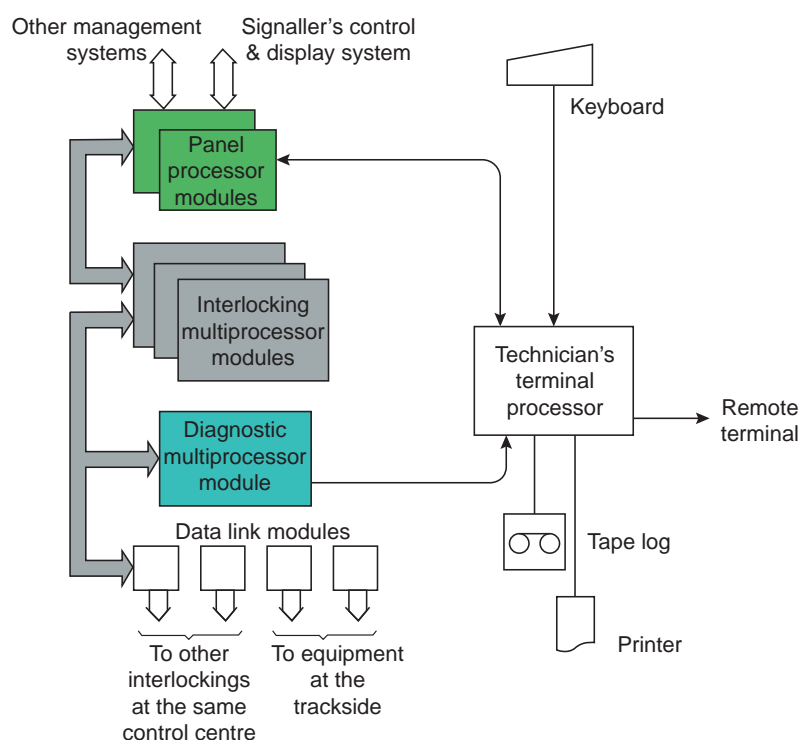 Other management
systems
Signaller’s control
& display system
Keyboard
Panel
processor
modules
Interlocking
multiprocessor
modules
Technician’s
terminal
processor
Remote
terminal
Diagnostic
multiprocessor
module
Data link modules
Tape log
Printer
To other
interlockings
at the same
control centre
To equipment
at the
trackside